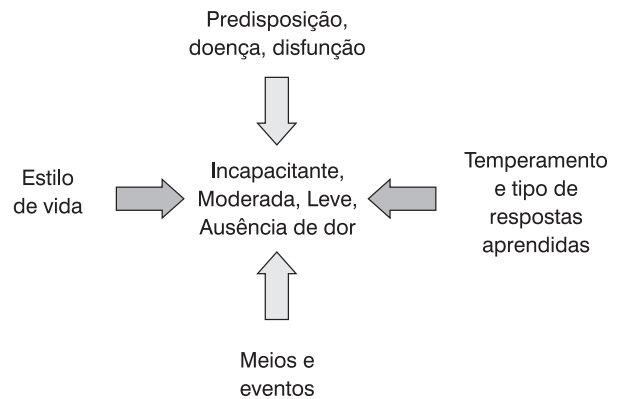 Predisposição,
doença, disfunção
Estilo
de vida
Incapacitante,
Moderada, Leve,
Ausência de dor
Temperamento
e tipo de
respostas
aprendidas
Meios e
eventos